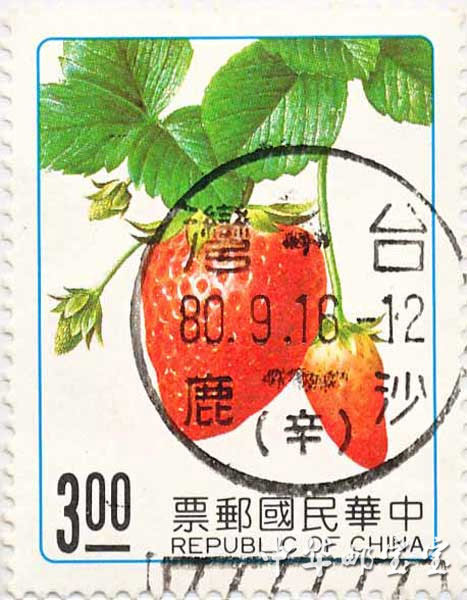 台灣
80.9.16.-12
沙鹿
(辛)
3.00
中華民國郵票
REPUBLIC OF CHINA